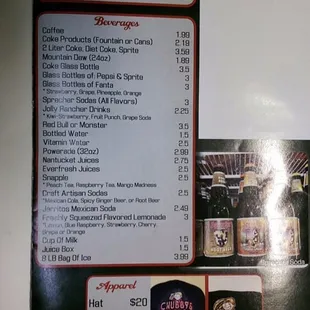 Beverages
Coffee 1.99
Coke Products (Fountain or Cans) 2.19
2 Liter Coke, Diet Coke, Sprite 3.59
Mountain Dew (24oz) 1.89
Coke Glass Bottle 3.5
Glass Bottles of Pepsi & Sprite 3
Glass Bottles of Fanta 3
* Strawberry, Grape, Pineapple, Orange
Sprecher Sodas (All Flavors) 3
Jolly Rancher Drinks 2.25
* Kiwi-Strawberry, Fruit Punch, Grape Soda
Red Bull or Monster 3.5
Bottled Water 1.5
Vitamin Water 2.5
Powerade (32oz) 2.99
Nantucket Juices 2.75
Everfresh Juices 2.5
Snapple 2.5
* Peach Tea, Raspberry Tea, Mango Madness
Craft Artisan Sodas 2.5
*Mexican Cola, Spicy Ginger Beer, or Root Beer
Jarritos Mexican Soda 2.49
Freschly Squeezed Flavored Lemonade 3
*Lemon, Blue Raspberry, Strawberry, Cherry,
Grape or Orange
Cup Of Milk 1.5
Juice Box 1.5
8 LB Bag Of Ice 3.99
Soda
Apparel
Hat $20
CHUBBYS